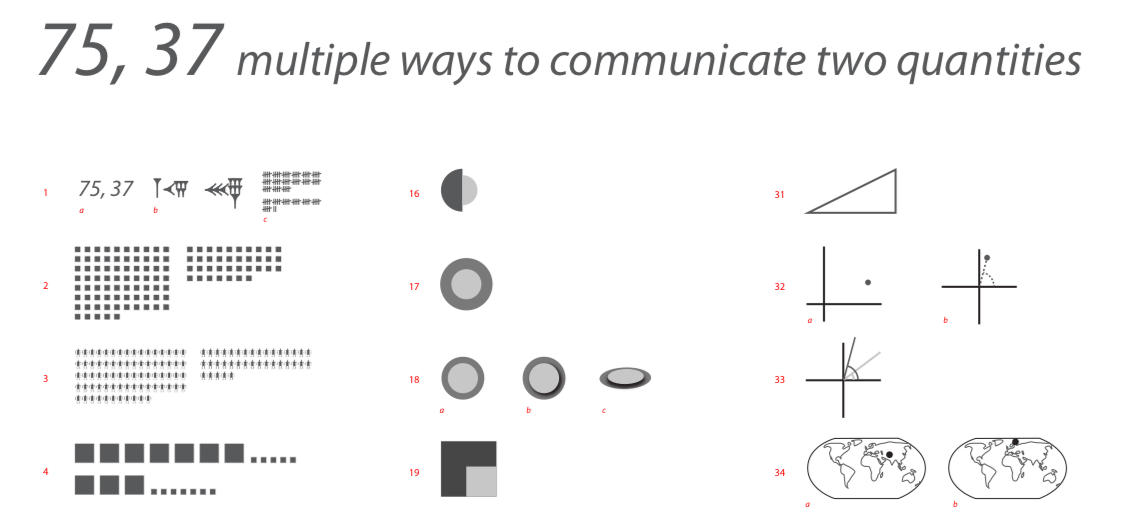 75, 37 multiple ways to communicate two quantities
1
75, 37
a
b
c
2
3
4
16
17
18
a
b
c
19
31
32
a
b
33
34
a
b